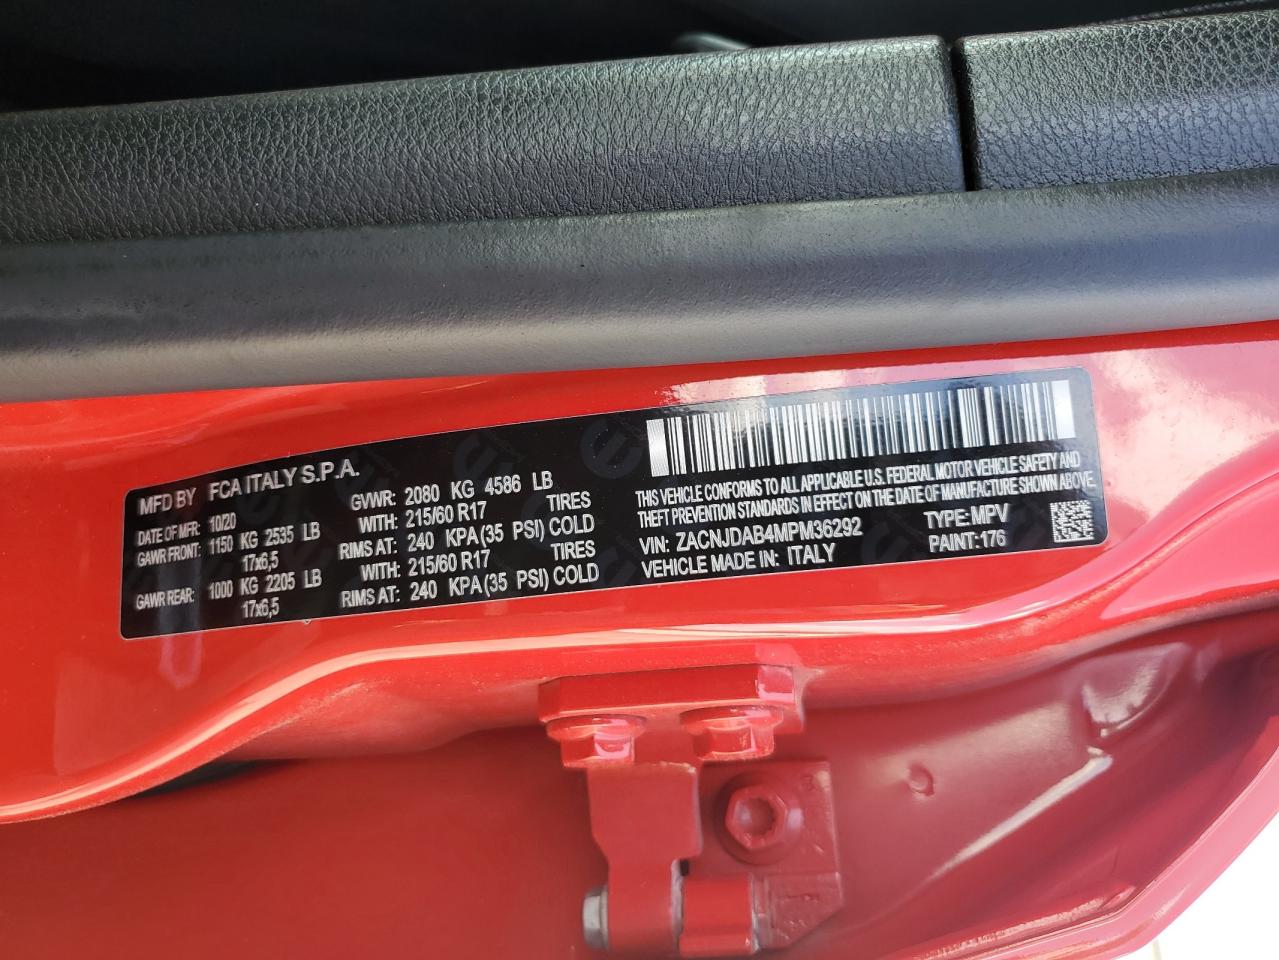 MFD BY FCA ITALY S.P.A.
DATE OF MFR: 10/20 GVWR: 2080 KG 4586 LB
GAWR FRONT: 1150 KG 2535 LB WITH: 215/60 R17 TIRES
17x6,5 RIMS AT: 240 KPA(35 PSI) COLD
GAWR REAR: 1000 KG 2205 LB WITH: 215/60 R17 TIRES
17x6,5 RIMS AT: 240 KPA(35 PSI) COLD
THIS VEHICLE CONFORMS TO ALL APPLICABLE U.S. FEDERAL MOTOR VEHICLE SAFETY AND
THEFT PREVENTION STANDARDS IN EFFECT ON THE DATE OF MANUFACTURE SHOWN ABOVE.
VIN: ZACNJDAB4MPM36292 TYPE: MPV
VEHICLE MADE IN: ITALY PAINT: 176